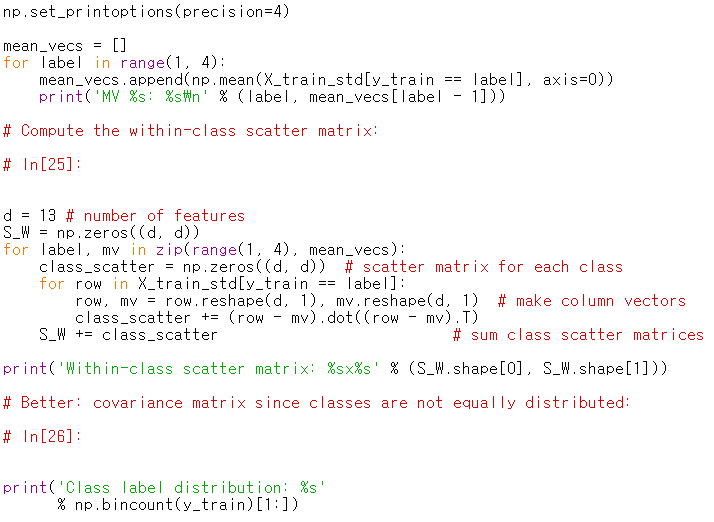 np.set_printoptions(precision=4)
mean_vecs = []
for label in range(1, 4):
    mean_vecs.append(np.mean(X_train_std[y_train == label], axis=0))
    print('MV %s: %s₩n' % (label, mean_vecs[label - 1]))
# Compute the within-class scatter matrix:
# In[25]:
d = 13 # number of features
S_W = np.zeros((d, d))
for label, mv in zip(range(1, 4), mean_vecs):
    class_scatter = np.zeros((d, d))  # scatter matrix for each class
    for row in X_train_std[y_train == label]:
        row, mv = row.reshape(d, 1), mv.reshape(d, 1)  # make column vectors
        class_scatter += (row - mv).dot((row - mv).T)
    S_W += class_scatter                          # sum class scatter matrices
print('Within-class scatter matrix: %sx%s' % (S_W.shape[0], S_W.shape[1]))
# Better: covariance matrix since classes are not equally distributed:
# In[26]:
print('Class label distribution: %s'
      % np.bincount(y_train)[1:])